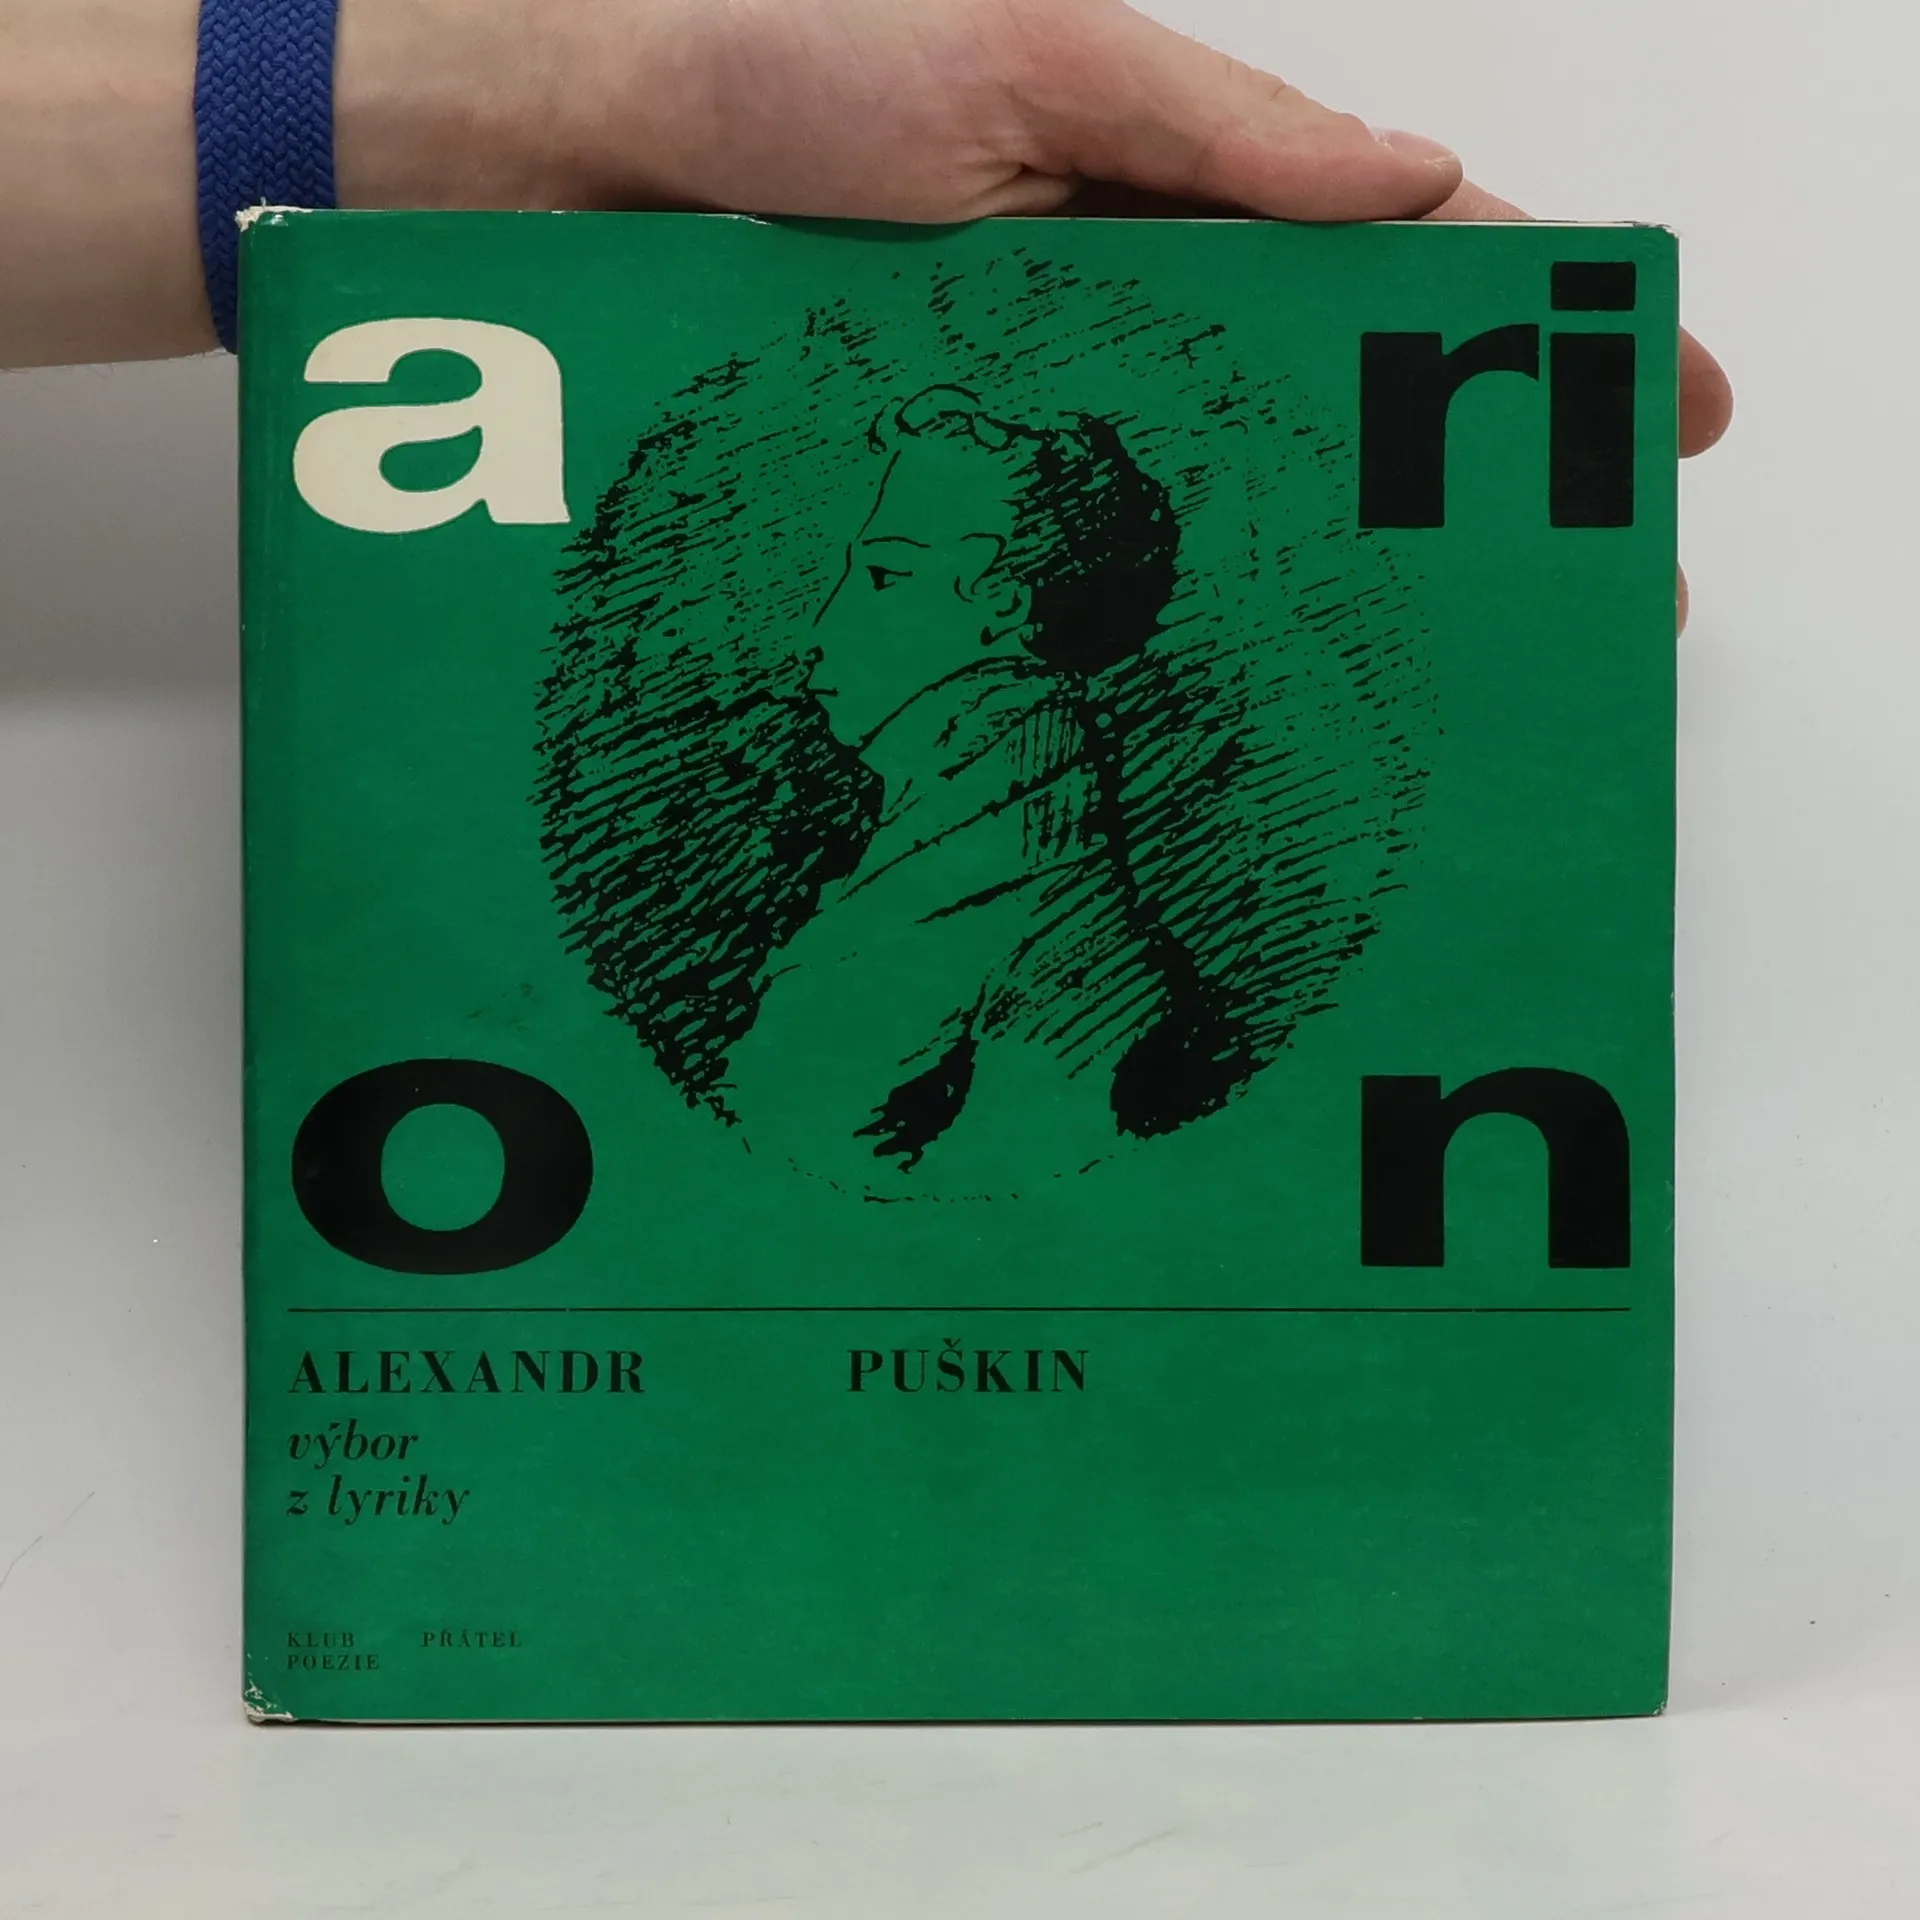 a ri
o n
ALEXANDR PUŠKIN
výbor
z lyriky
KLUB PŘÁTEL
POEZIE